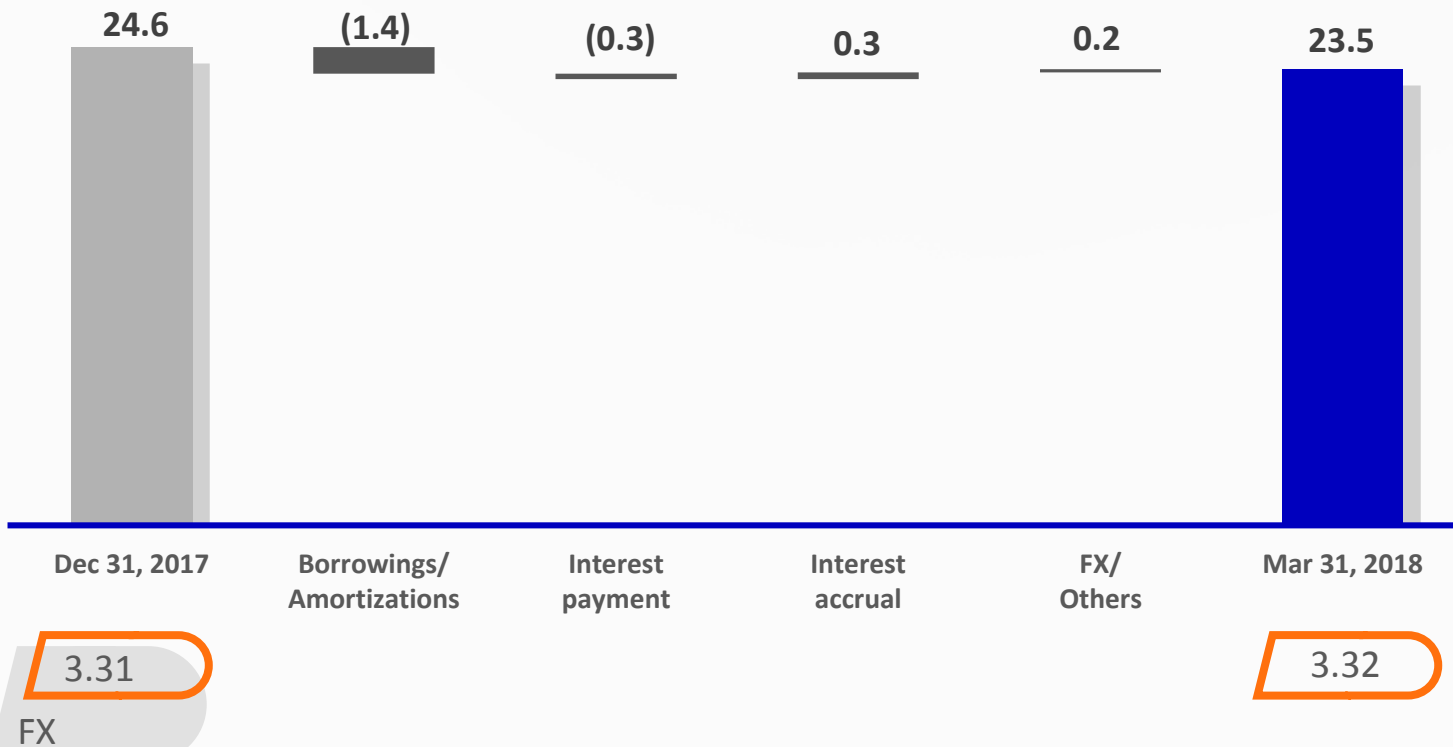 24.6
(1.4)
(0.3)
0.3
0.2
23.5
Dec 31, 2017
Borrowings/
Amortizations
Interest
payment
Interest
accrual
FX/
Others
Mar 31, 2018
3.31
3.32
FX